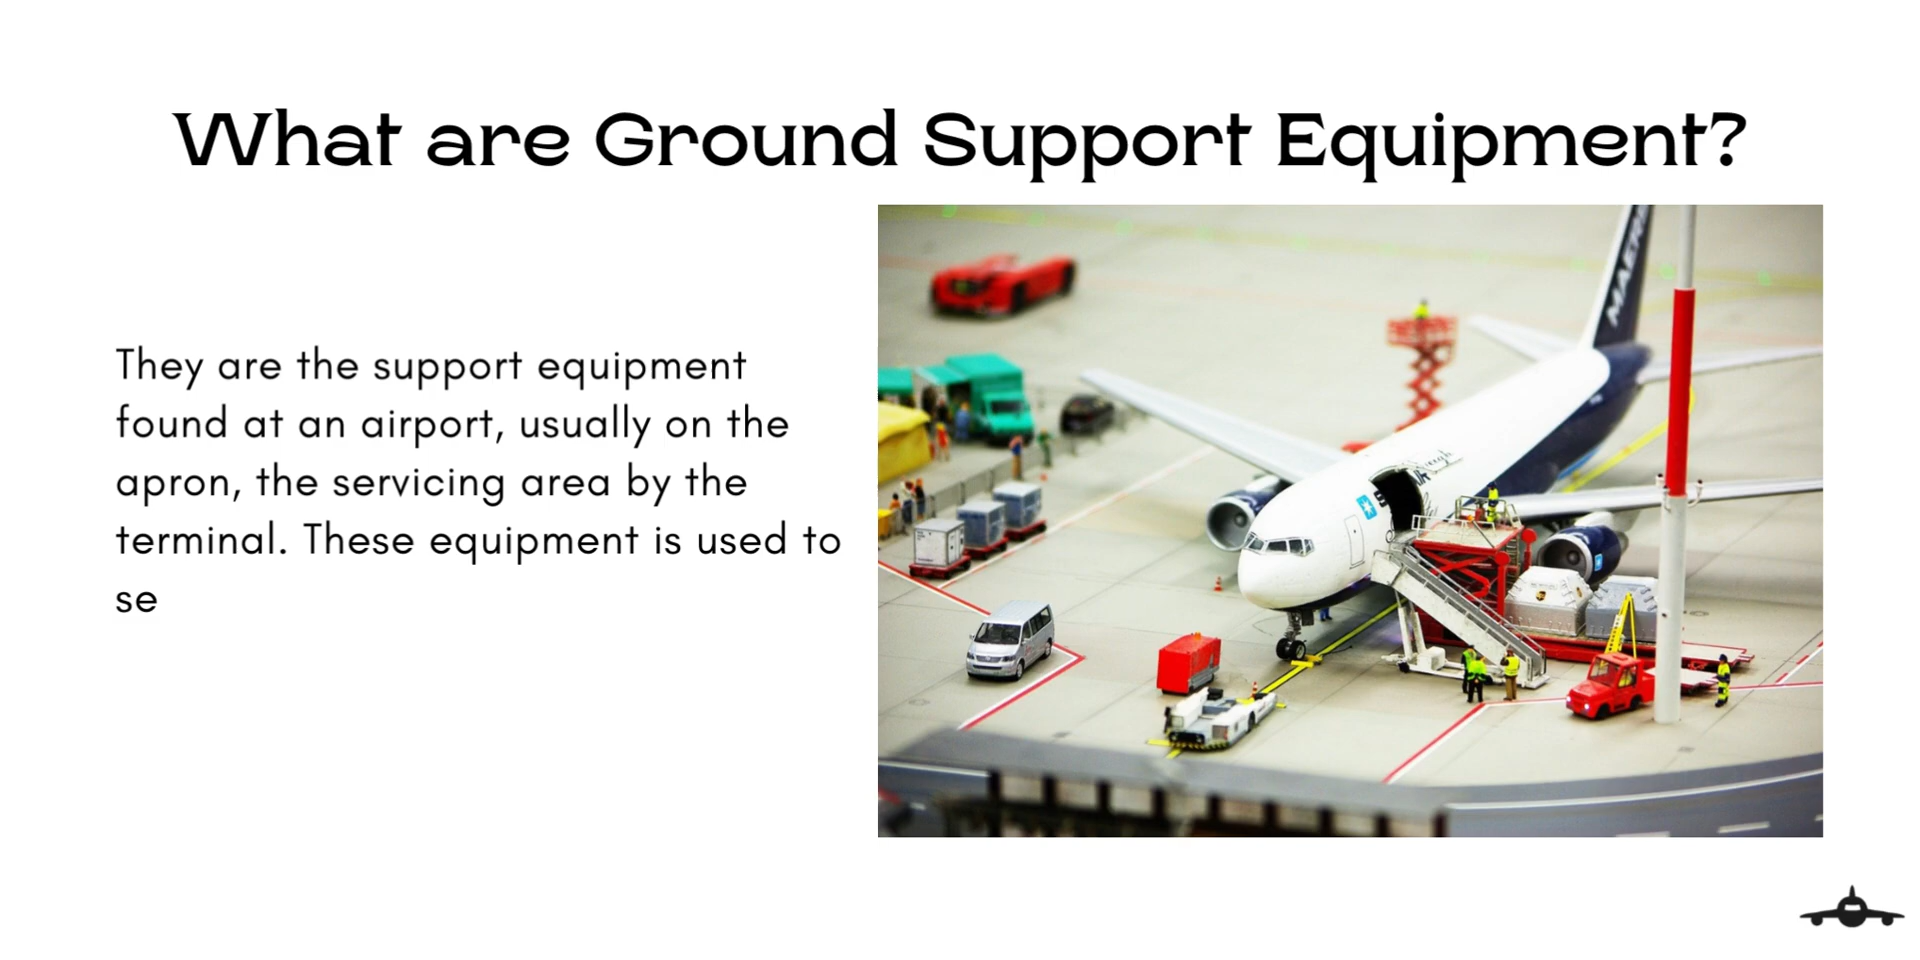 What are Ground Support Equipment?
They are the support equipment
found at an airport, usually on the
apron, the servicing area by the
terminal. These equipment is used to
se
MAERS